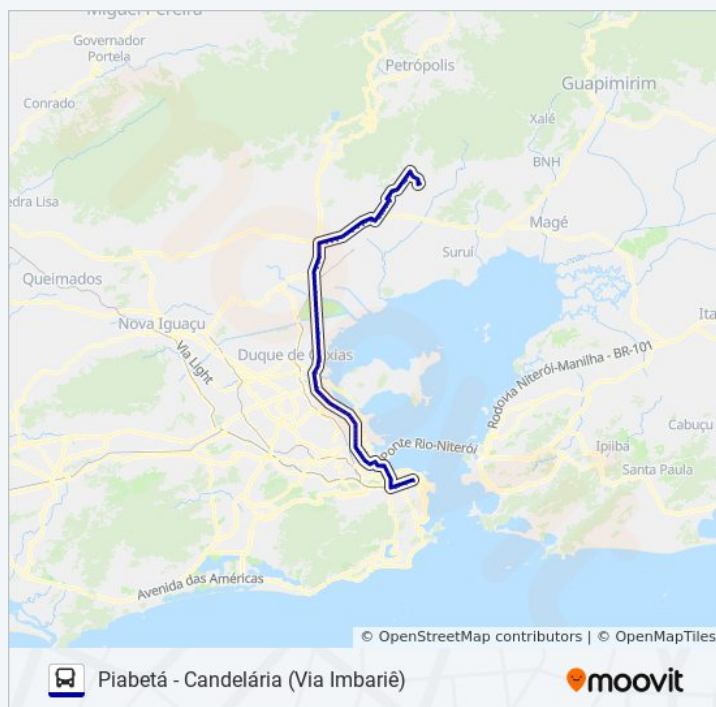 Miguel Pereira
Governador
Portela
Petrópolis
Guapimirim
Conrado
Xalé
BNH
edra Lisa
Magé
Suruí
Queimados
Ita
Nova Iguaçu
Duque de Caxias
Via Light
Rodovia Niterói-Manilha - BR-101
Cabuçu
Ponte Rio-Niterói
Ipiíba
Santa Paula
Avenida das Américas
© OpenStreetMap contributors | © OpenMapTiles
Piabetá - Candelária (Via Imbariê)
moovit